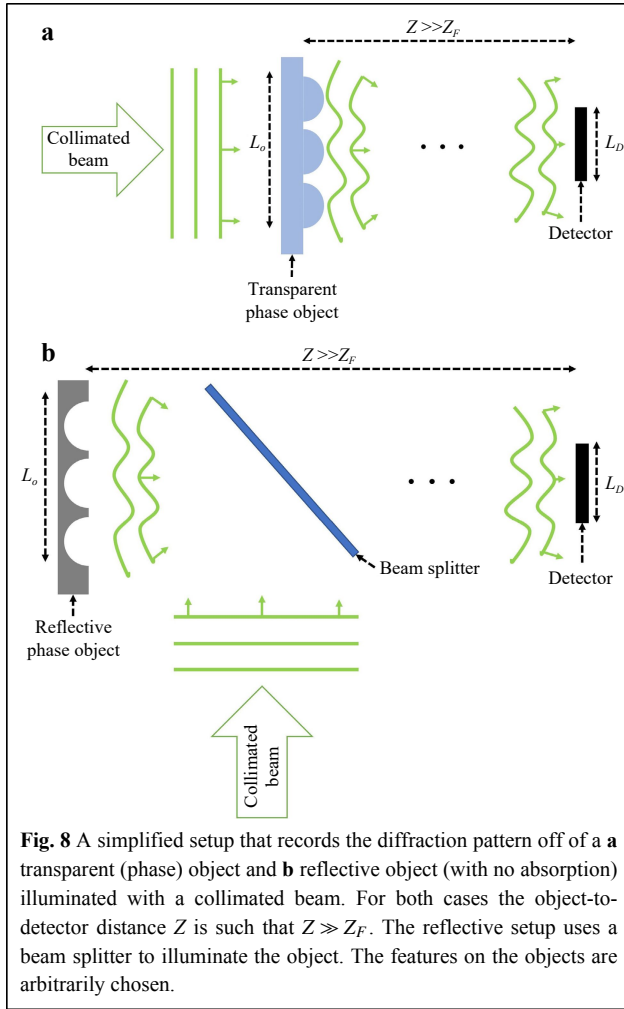 a
Z>>Z_F
Collimated
beam
L_o
L_D
Detector
Transparent
phase object
b
Z>>Z_F
L_o
L_D
Beam splitter
Detector
Reflective
phase object
Collimated
beam
Fig. 8 A simplified setup that records the diffraction pattern off of a a
transparent (phase) object and b reflective object (with no absorption)
illuminated with a collimated beam. For both cases the object-to-
detector distance Z is such that Z ≫ Z_F. The reflective setup uses a
beam splitter to illuminate the object. The features on the objects are
arbitrarily chosen.